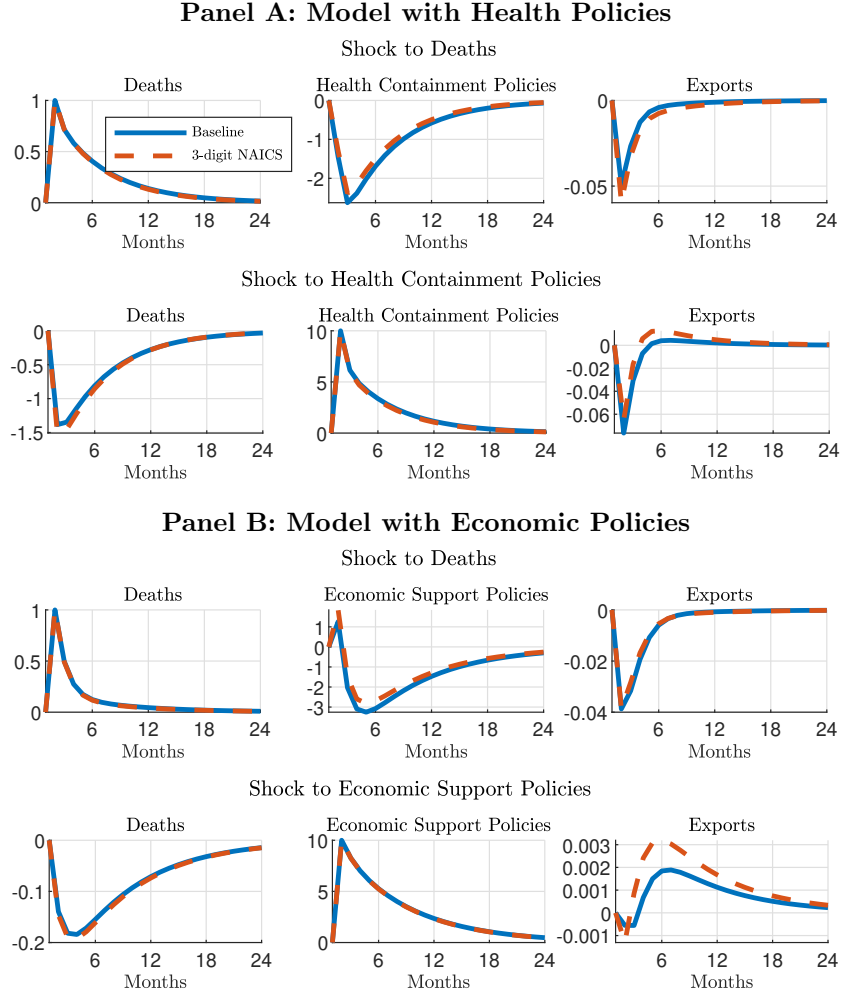 Panel A: Model with Health Policies
Shock to Deaths
Deaths
Health Containment Policies
Exports
1
0.5
0
Baseline
3-digit NAICS
6
12
18
24
Months
0
-1
-2
6
12
18
24
Months
0
-0.05
6
12
18
24
Months
Shock to Health Containment Policies
Deaths
Health Containment Policies
Exports
0
-0.5
-1
-1.5
6
12
18
24
Months
10
5
0
6
12
18
24
Months
0
-0.02
-0.04
-0.06
6
12
18
24
Months
Panel B: Model with Economic Policies
Shock to Deaths
Deaths
Economic Support Policies
Exports
1
0.5
0
6
12
18
24
Months
1
0
-1
-2
-3
6
12
18
24
Months
0
-0.02
-0.04
6
12
18
24
Months
Shock to Economic Support Policies
Deaths
Economic Support Policies
Exports
0
-0.1
-0.2
6
12
18
24
Months
10
5
0
6
12
18
24
Months
0.003
0.002
0.001
0
-0.001
6
12
18
24
Months